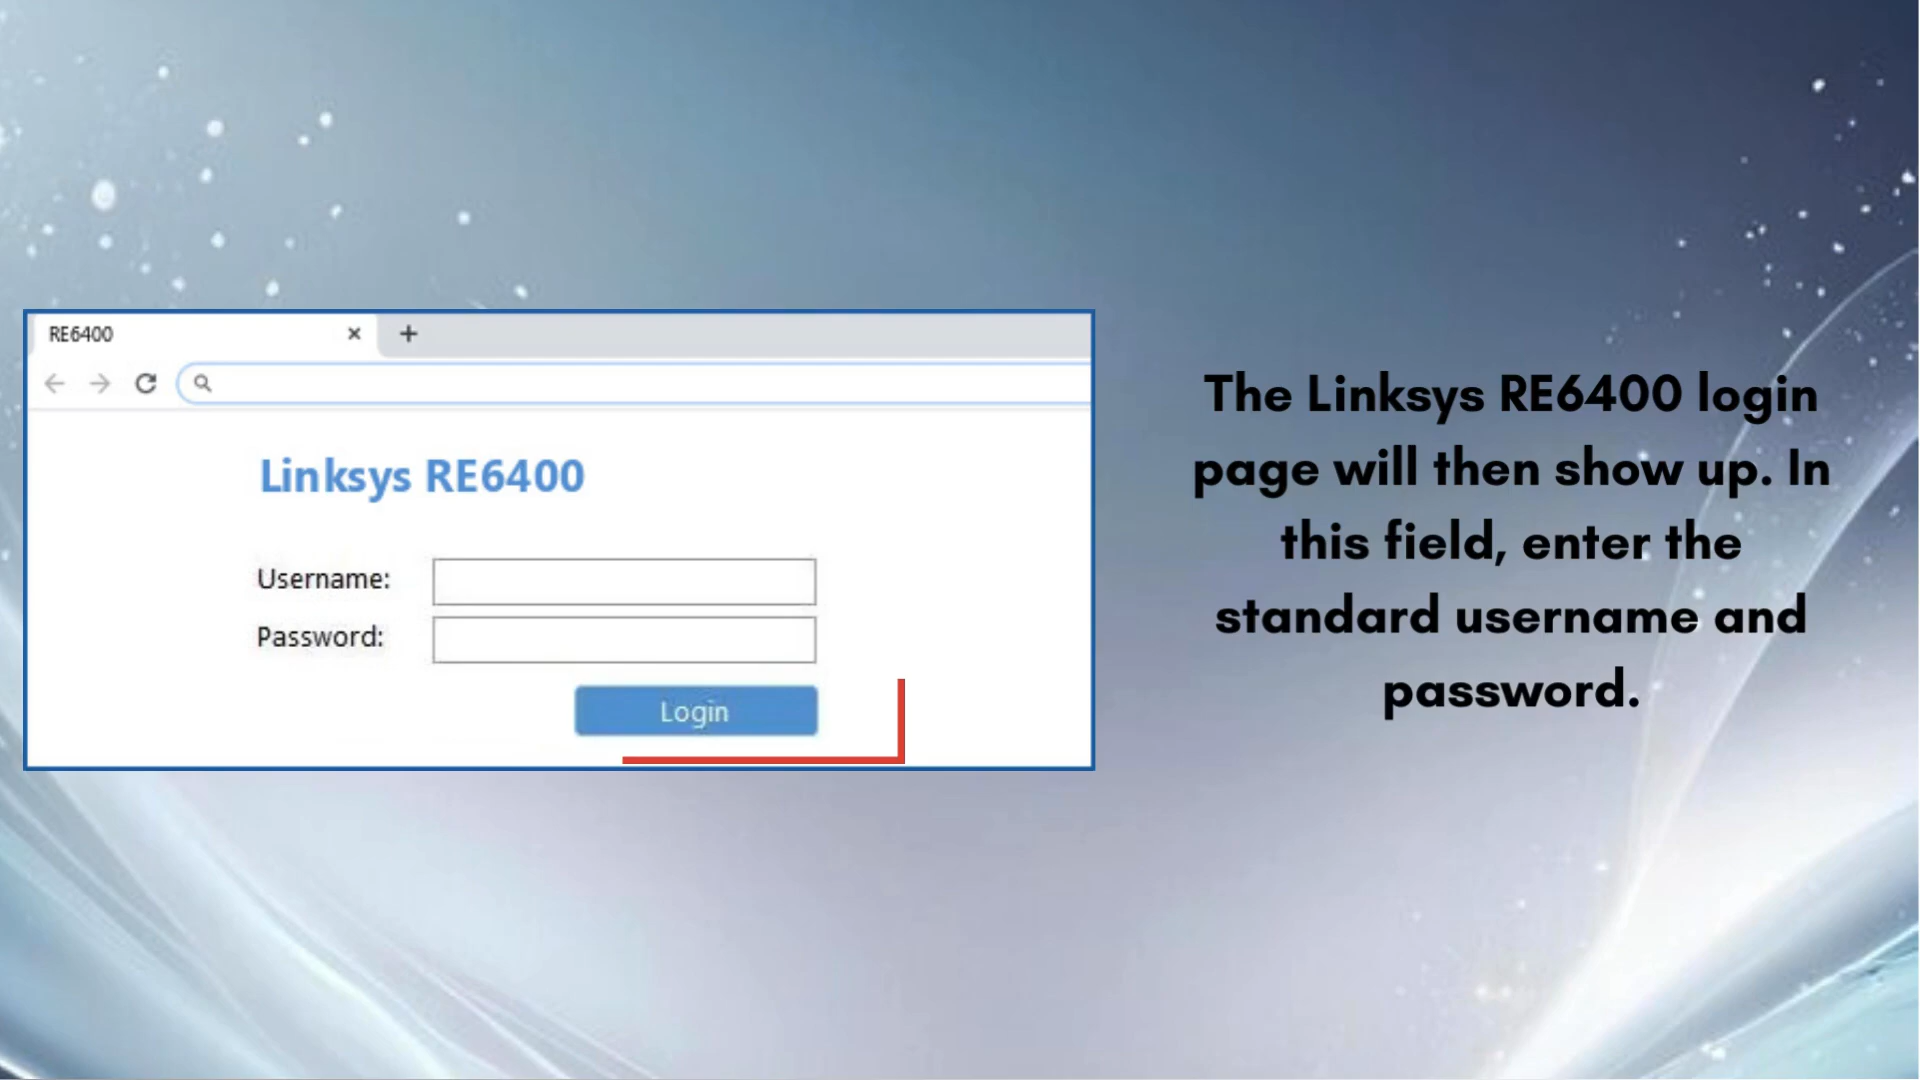 RE6400
Linksys RE6400
Username:
Password:
Login
The Linksys RE6400 login
page will then show up. In
this field, enter the
standard username and
password.